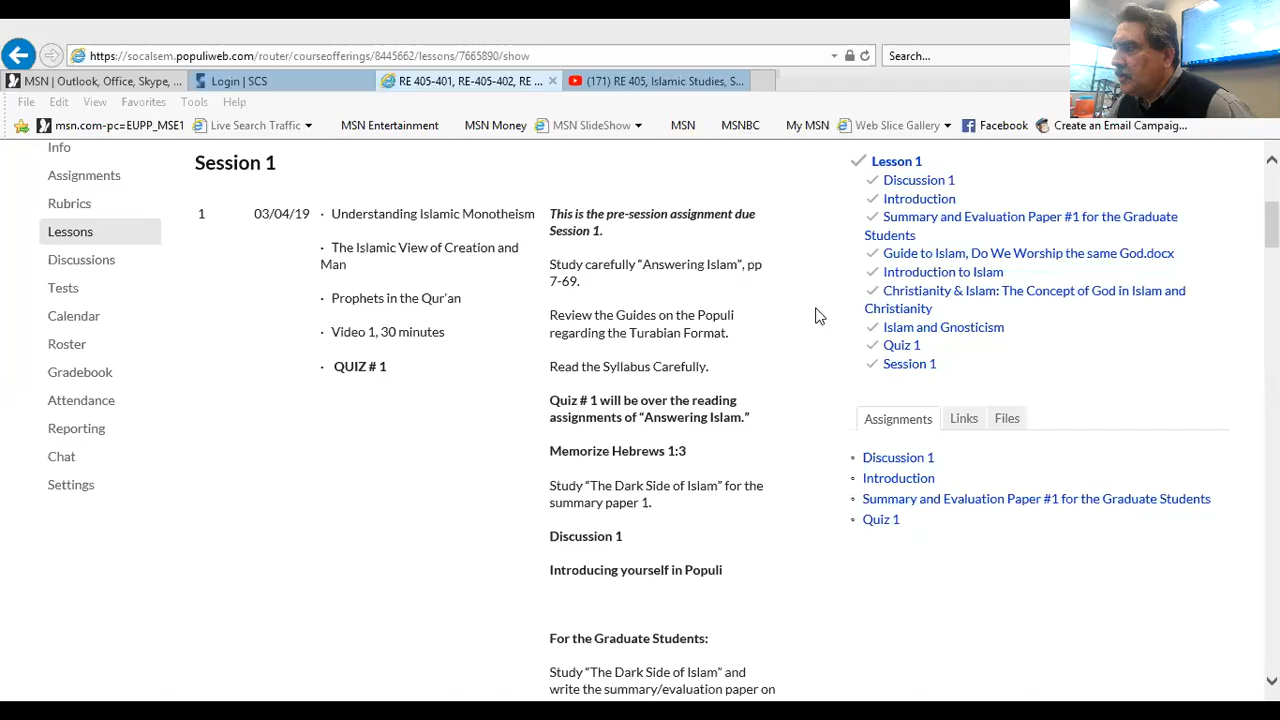 https://socalsem.populiweb.com/router/courseofferings/8445662/lessons/7665890/show
Search...
MSN | Outlook, Office, Skype, ...
Login | SCS
RE 405-401, RE-405-402, RE ...
(171) RE 405, Islamic Studies, S...
File Edit View Favorites Tools Help
msn.com-pc=EUPP_MSE1
Live Search Traffic
MSN Entertainment
MSN Money
MSN SlideShow
MSN
MSNBC
My MSN
Web Slice Gallery
Facebook
Create an Email Campaig...
Info
Assignments
Rubrics
Lessons
Discussions
Tests
Calendar
Roster
Gradebook
Attendance
Reporting
Chat
Settings
Session 1
1
03/04/19
· Understanding Islamic Monotheism
· The Islamic View of Creation and
Man
· Prophets in the Qur'an
· Video 1, 30 minutes
· QUIZ # 1
This is the pre-session assignment due
Session 1.
Study carefully "Answering Islam", pp
7-69.
Review the Guides on the Populi
regarding the Turabian Format.
Read the Syllabus Carefully.
Quiz # 1 will be over the reading
assignments of "Answering Islam."
Memorize Hebrews 1:3
Study "The Dark Side of Islam" for the
summary paper 1.
Discussion 1
Introducing yourself in Populi
For the Graduate Students:
Study "The Dark Side of Islam" and
write the summary/evaluation paper on
Lesson 1
Discussion 1
Introduction
Summary and Evaluation Paper #1 for the Graduate
Students
Guide to Islam, Do We Worship the same God.docx
Introduction to Islam
Christianity & Islam: The Concept of God in Islam and
Christianity
Islam and Gnosticism
Quiz 1
Session 1
Assignments Links Files
Discussion 1
Introduction
Summary and Evaluation Paper #1 for the Graduate Students
Quiz 1